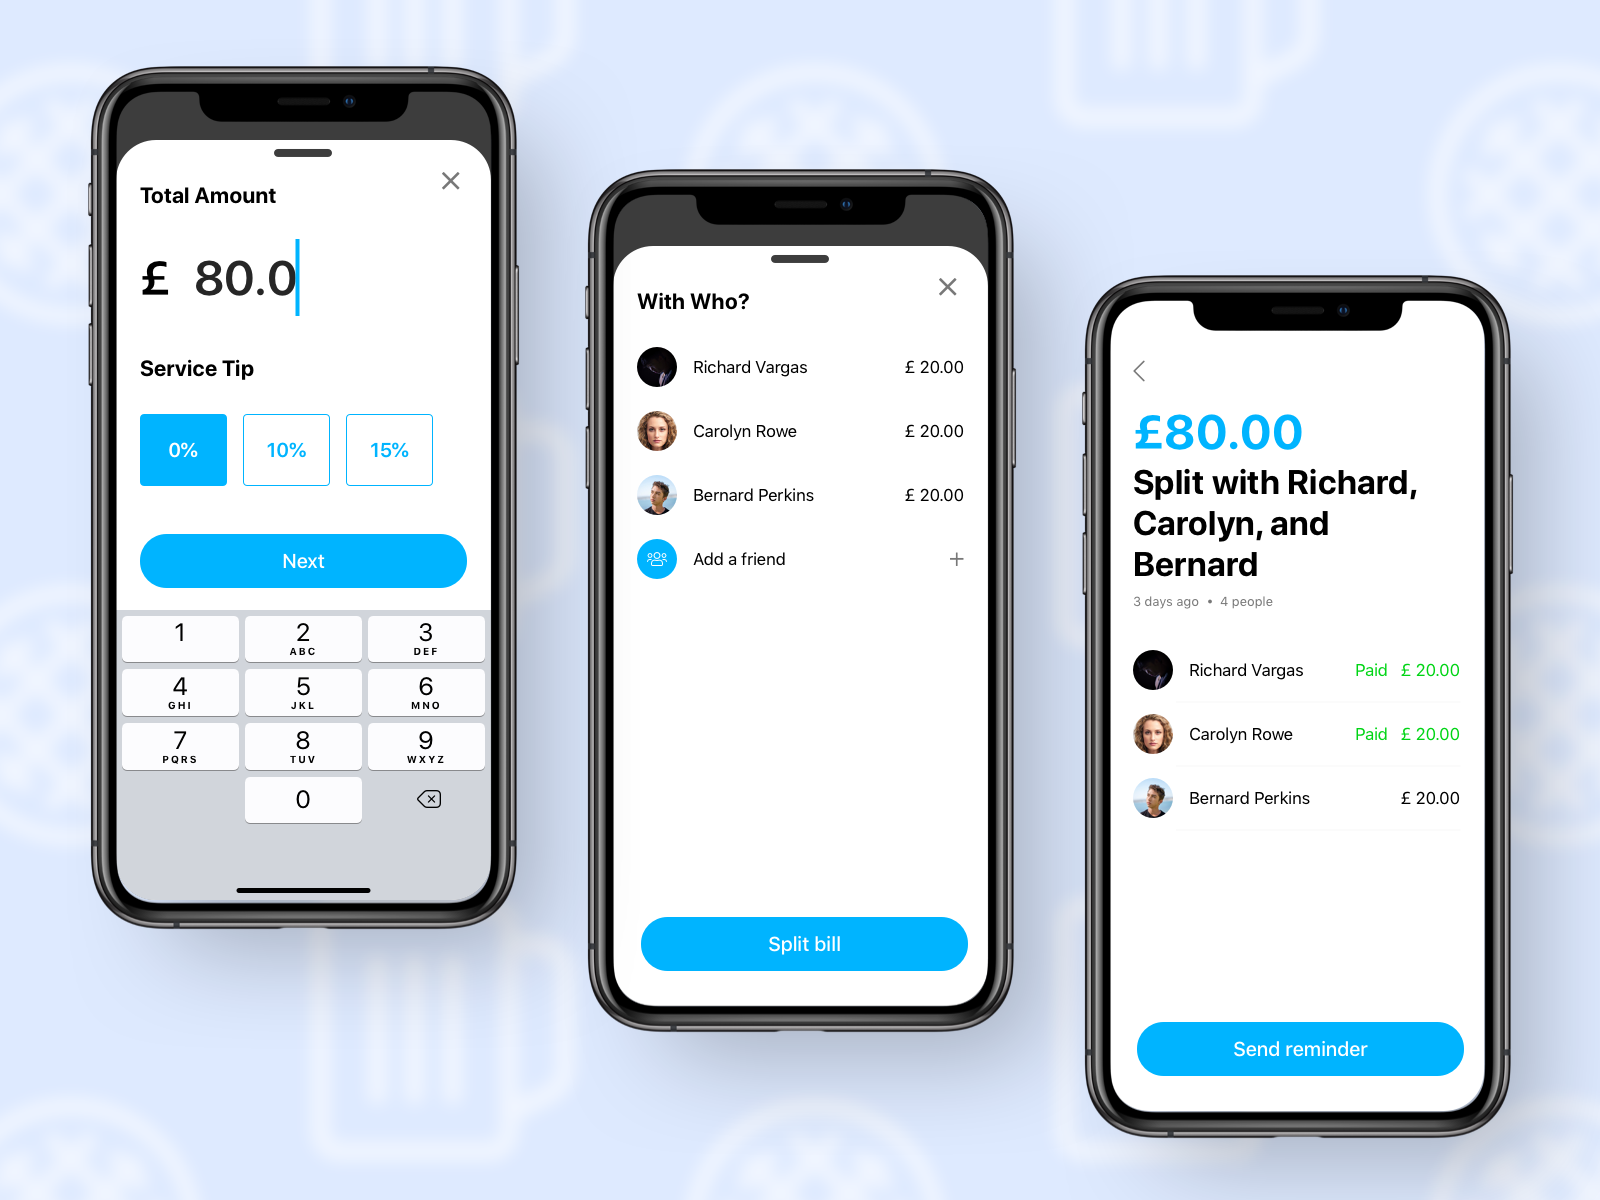 Total Amount
£ 80.0
Service Tip
0% 10% 15%
Next
1 2 3
ABC DEF
4 5 6
GHI JKL MNO
7 8 9
PQRS TUV WXYZ
0
With Who?
Richard Vargas £ 20.00
Carolyn Rowe £ 20.00
Bernard Perkins £ 20.00
Add a friend +
Split bill
£80.00
Split with Richard,
Carolyn, and
Bernard
3 days ago • 4 people
Richard Vargas Paid £ 20.00
Carolyn Rowe Paid £ 20.00
Bernard Perkins £ 20.00
Send reminder